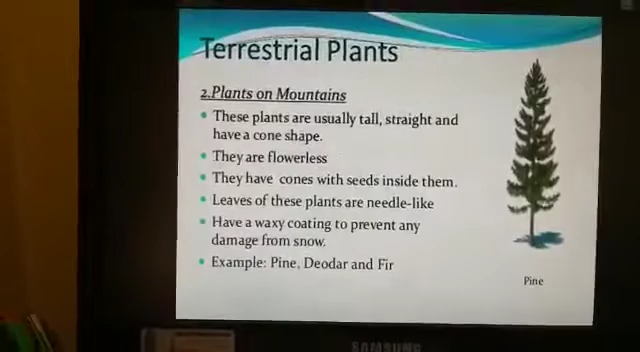 Terrestrial Plants
2.Plants on Mountains
• These plants are usually tall, straight and
have a cone shape.
• They are flowerless
• They have cones with seeds inside them.
• Leaves of these plants are needle-like
• Have a waxy coating to prevent any
damage from snow.
• Example: Pine, Deodar and Fir
Pine
SAMSUNG